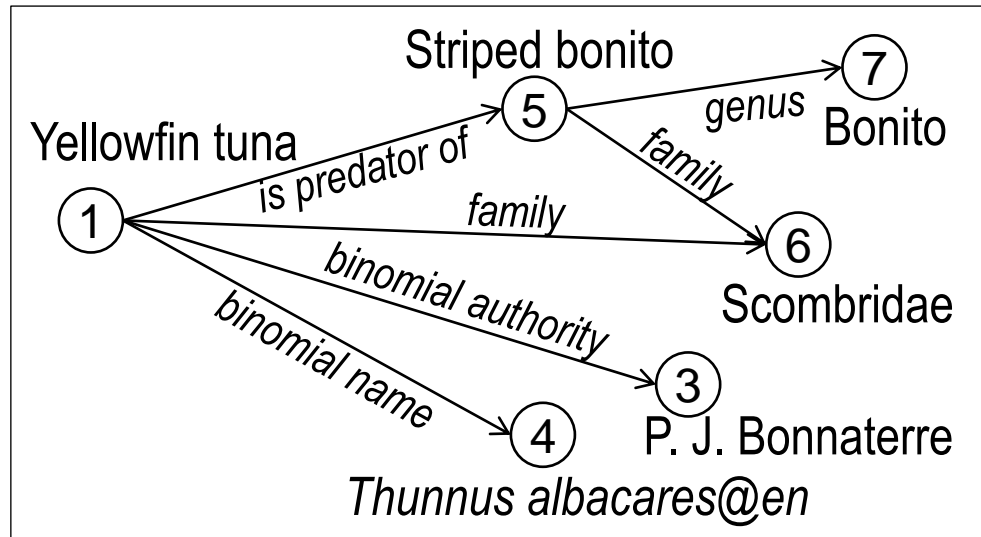 Striped bonito
5
7
genus
Bonito
Yellowfin tuna
1
is predator of
family
family
6
Scombridae
binomial authority
binomial name
3
P. J. Bonnaterre
4
Thunnus albacares@en